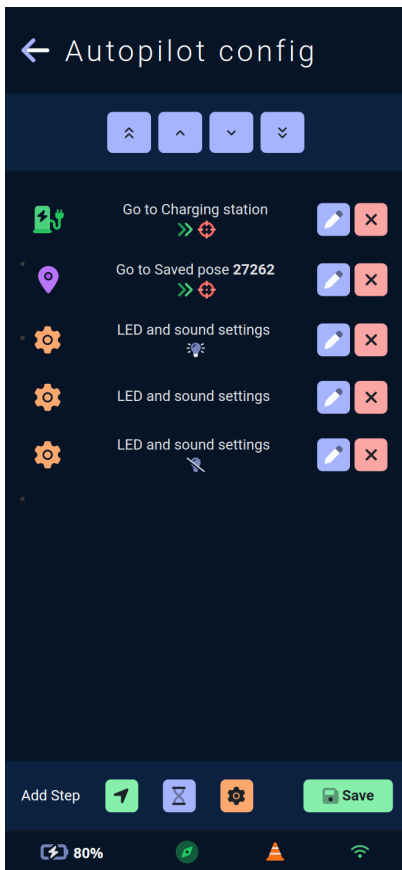 Autopilot config
Go to Charging station
Go to Saved pose 27262
LED and sound settings
LED and sound settings
LED and sound settings
Add Step
Save
80%